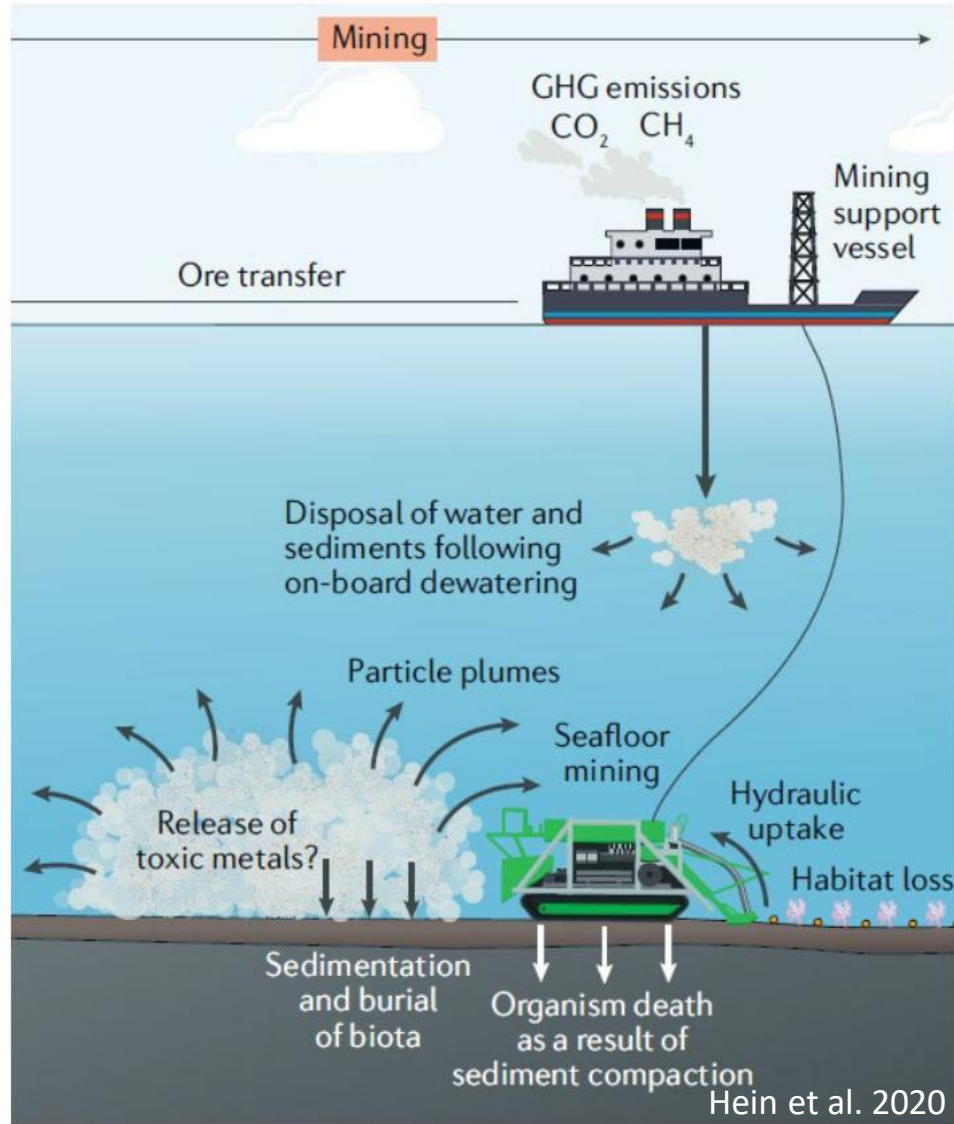 Mining
GHG emissions
CO₂ CH₄
Mining
support
vessel
Ore transfer
Disposal of water and
sediments following
on-board dewatering
Particle plumes
Seafloor
mining
Hydraulic
uptake
Release of
toxic metals?
Habitat loss
Sedimentation
and burial
of biota
Organism death
as a result of
sediment compaction
Hein et al. 2020